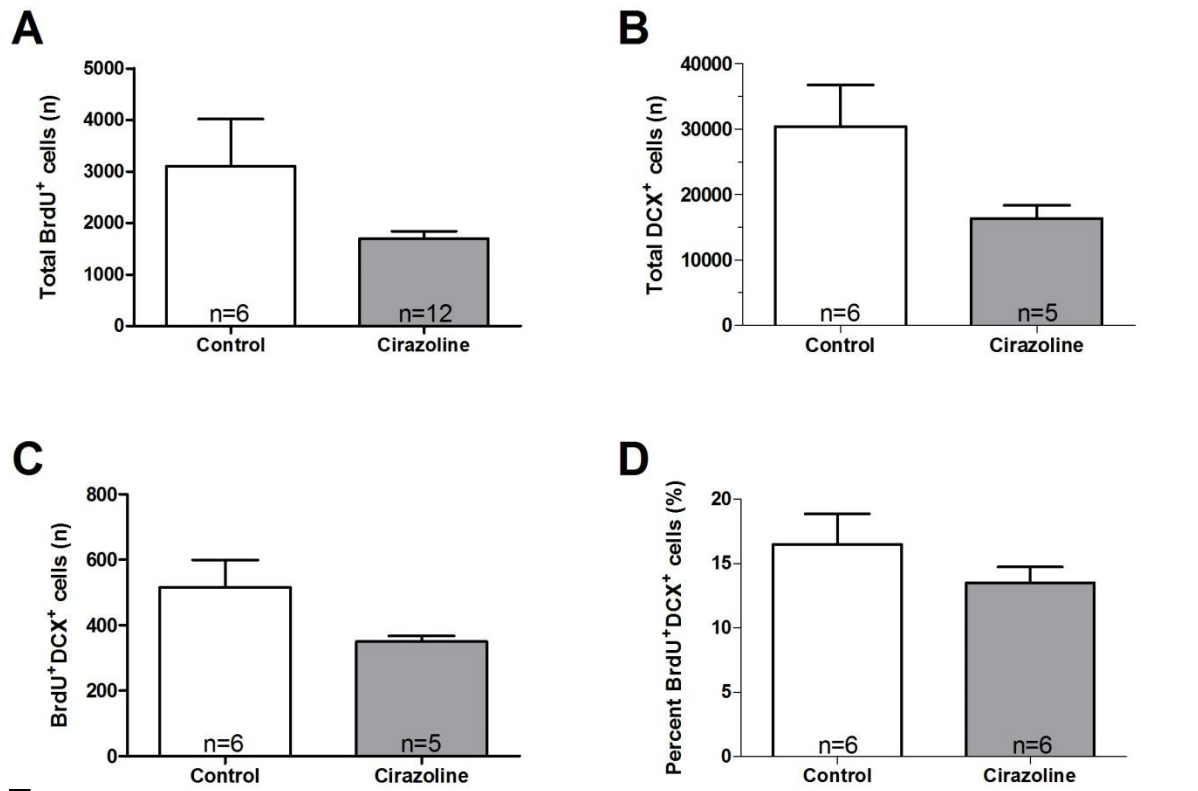 A
Total BrdU⁺ cells (n)
5000
4000
3000
2000
1000
0
n=6
n=12
Control
Cirazoline
B
Total DCX⁺ cells (n)
40000
30000
20000
10000
0
n=6
n=5
Control
Cirazoline
C
BrdU⁺DCX⁺ cells (n)
800
600
400
200
0
n=6
n=5
Control
Cirazoline
D
Percent BrdU⁺DCX⁺ cells (%)
20
15
10
5
0
n=6
n=6
Control
Cirazoline